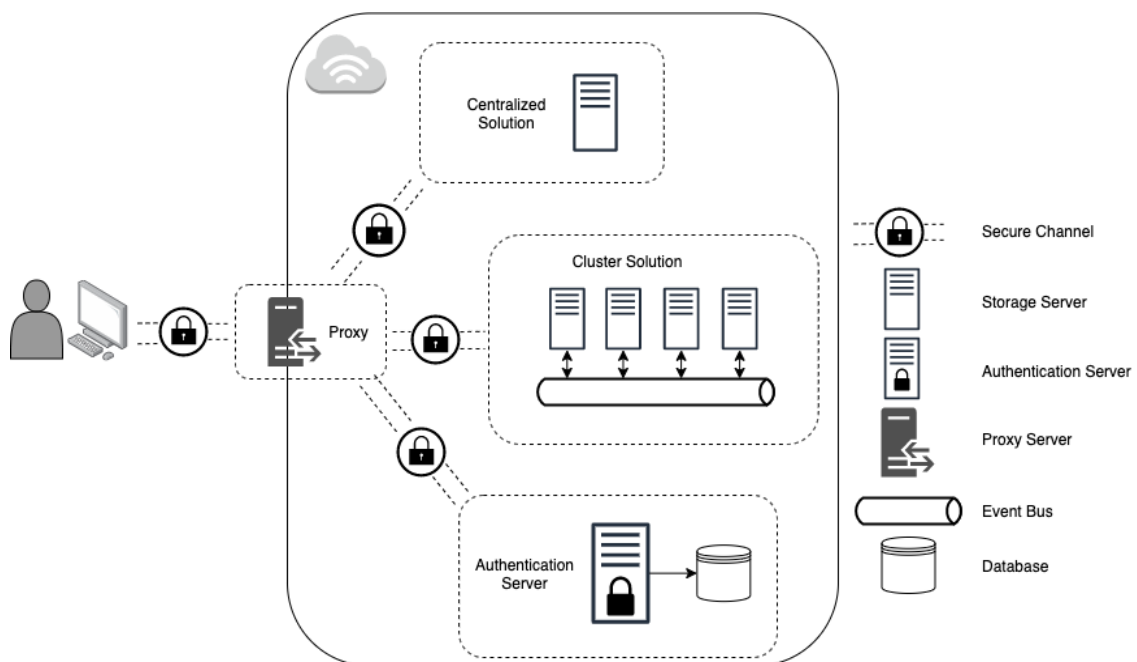 Centralized
Solution
Cluster Solution
Proxy
Authentication
Server
Secure Channel
Storage Server
Authentication Server
Proxy Server
Event Bus
Database